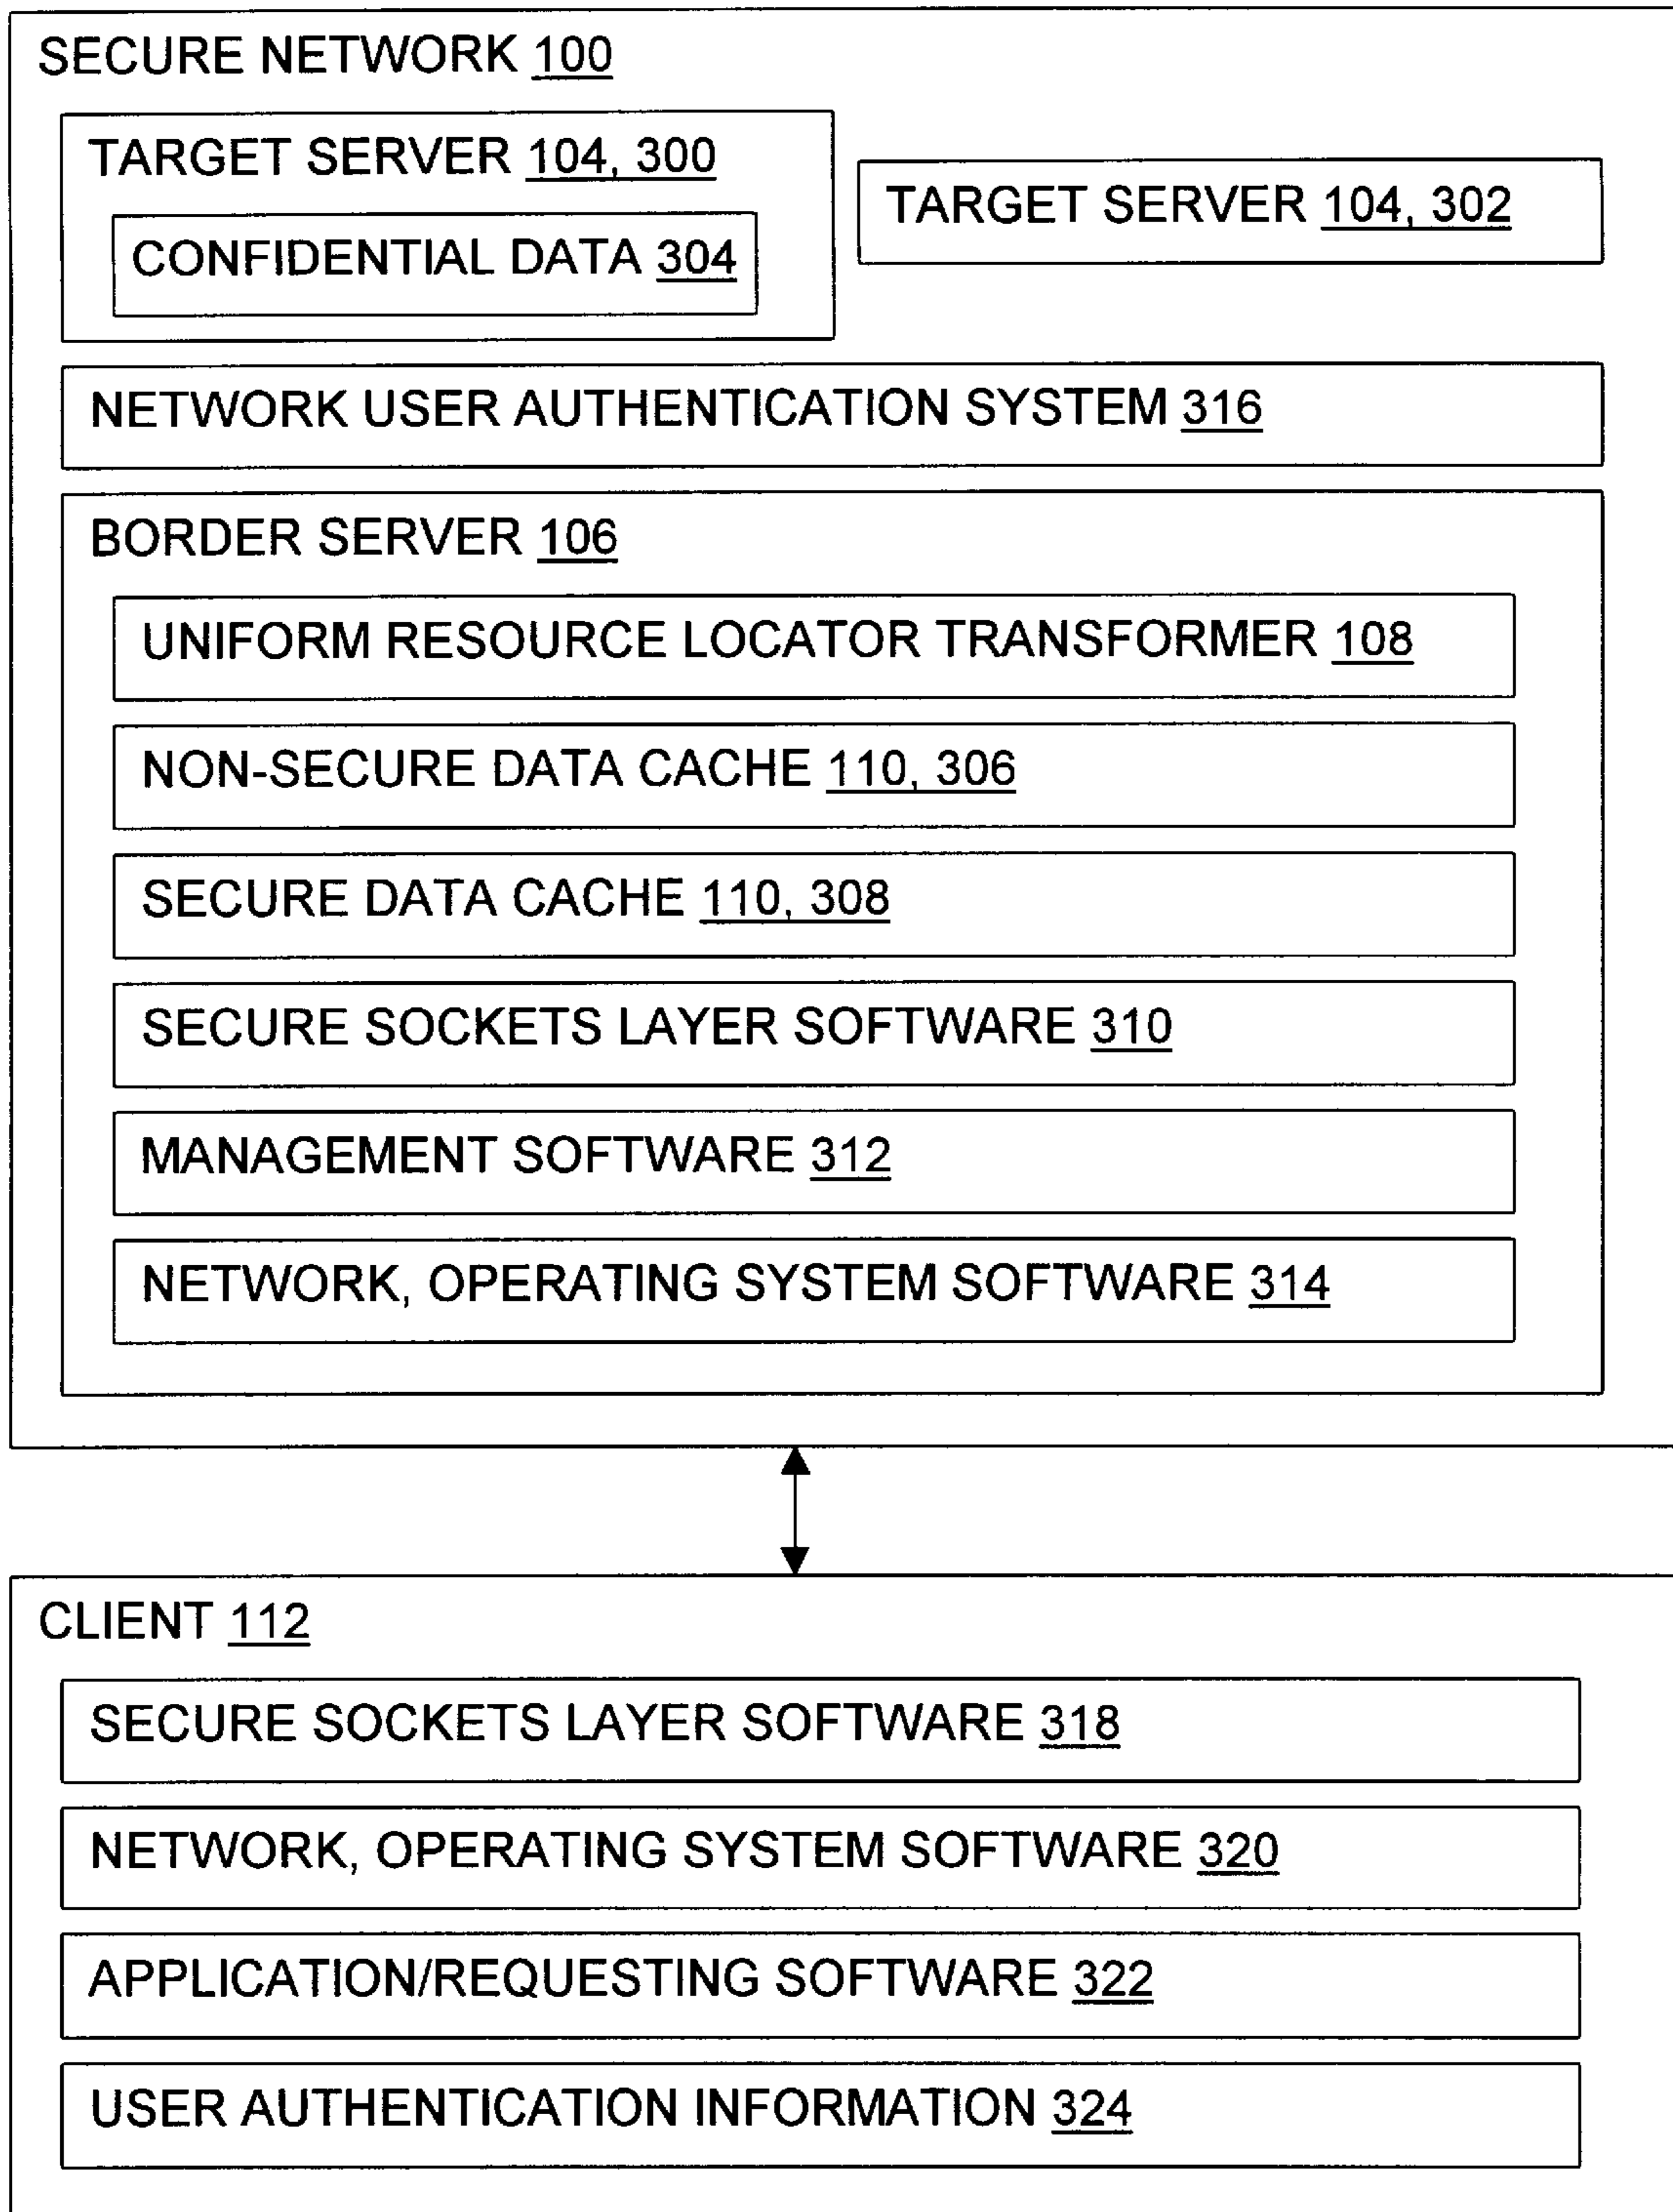 SECURE NETWORK 100
TARGET SERVER 104, 300
CONFIDENTIAL DATA 304
TARGET SERVER 104, 302
NETWORK USER AUTHENTICATION SYSTEM 316
BORDER SERVER 106
UNIFORM RESOURCE LOCATOR TRANSFORMER 108
NON-SECURE DATA CACHE 110, 306
SECURE DATA CACHE 110, 308
SECURE SOCKETS LAYER SOFTWARE 310
MANAGEMENT SOFTWARE 312
NETWORK, OPERATING SYSTEM SOFTWARE 314
CLIENT 112
SECURE SOCKETS LAYER SOFTWARE 318
NETWORK, OPERATING SYSTEM SOFTWARE 320
APPLICATION/REQUESTING SOFTWARE 322
USER AUTHENTICATION INFORMATION 324